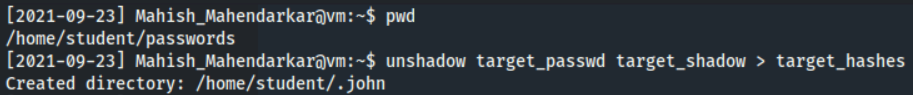 [2021-09-23] Mahish_Mahendarkar@vm:~$ pwd
/home/student/passwords
[2021-09-23] Mahish_Mahendarkar@vm:~$ unshadow target_passwd target_shadow > target_hashes
Created directory: /home/student/.john